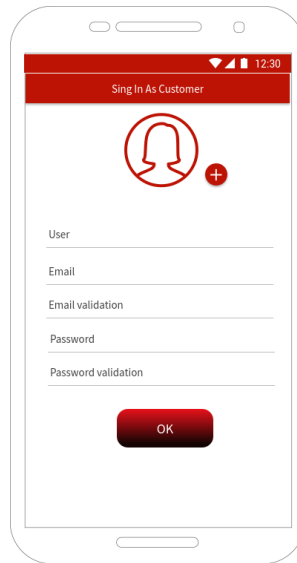 12:30
Sing In As Customer
User
Email
Email validation
Password
Password validation
OK